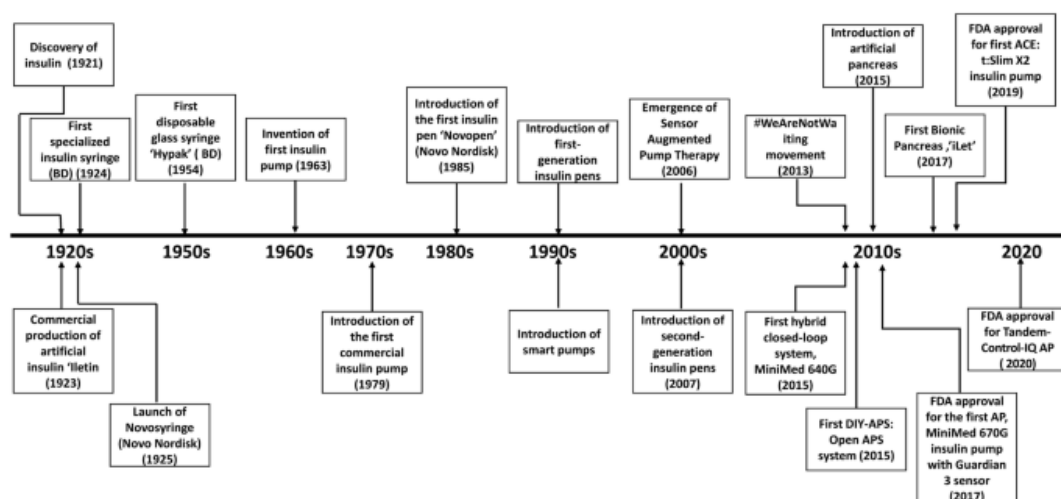 Discovery of
insulin (1921)
First
specialized
insulin syringe
(BD) (1924)
First
disposable
glass syringe
'Hypak' ( BD)
(1954)
Invention of
first insulin
pump (1963)
Introduction of
the first insulin
pen 'Novopen'
(Novo Nordisk)
(1985)
Introduction of
first-
generation
insulin pens
Emergence of
Sensor
Augmented
Pump Therapy
(2006)
#WeAreNotWa
iting
movement
(2013)
Introduction of
artificial
pancreas
(2015)
First Bionic
Pancreas ,'iLet'
(2017)
FDA approval
for first ACE:
t:Slim X2
insulin pump
(2019)
1920s
1950s
1960s
1970s
1980s
1990s
2000s
2010s
2020
Commercial
production of
artificial
insulin 'Iletin
(1923)
Launch of
Novosyringe
(Novo Nordisk)
(1925)
Introduction of
the first
commercial
insulin pump
(1979)
Introduction of
smart pumps
Introduction of
second-
generation
insulin pens
(2007)
First hybrid
closed-loop
system,
MiniMed 640G
(2015)
First DIY-APS:
Open APS
system (2015)
FDA approval
for the first AP,
MiniMed 670G
insulin pump
with Guardian
3 sensor
(2017)
FDA approval
for Tandem-
Control-IQ AP
( 2020)